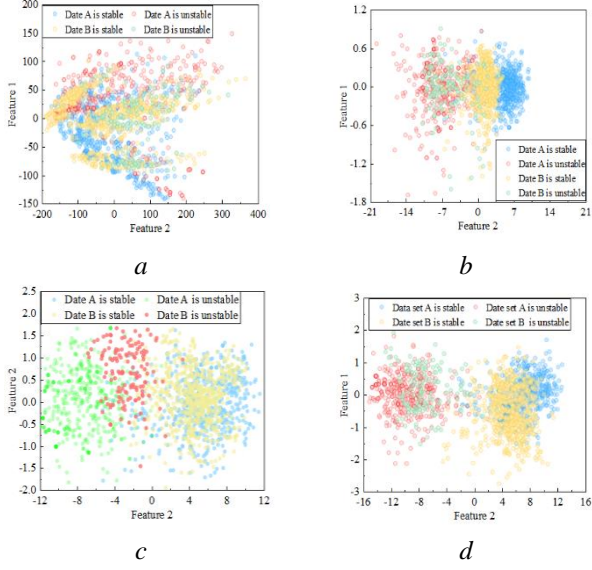 200
150
100
50
0
-50
-100
-150
-200 -100 0 100 200 300 400
Feature 1
Feature 2
Date A is stable Date A is unstable
Date B is stable Date B is unstable
a
1.2
0.6
0.0
-0.6
-1.2
-1.8
-21 -14 -7 0 7 14 21
Feature 1
Feature 2
Date A is stable
Date A is unstable
Date B is stable
Date B is unstable
b
2.5
2.0
1.5
1.0
0.5
0.0
-0.5
-1.0
-1.5
-2.0
-12 -8 -4 0 4 8 12
Feature 2
Feature 2
Date A is stable Date A is unstable
Date B is stable Date B is unstable
c
3
2
1
0
-1
-2
-3
-16 -12 -8 -4 0 4 8 12 16
Feature 1
Feature 2
Data set A is stable Date set A is unstable
Date set B is stable Date set B is unstable
d